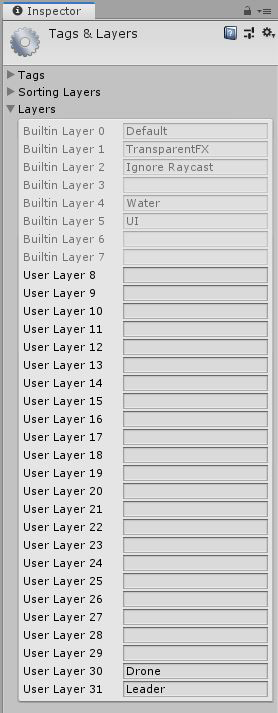 Inspector
Tags & Layers
Tags
Sorting Layers
Layers
Builtin Layer 0 Default
Builtin Layer 1 TransparentFX
Builtin Layer 2 Ignore Raycast
Builtin Layer 3
Builtin Layer 4 Water
Builtin Layer 5 UI
Builtin Layer 6
Builtin Layer 7
User Layer 8
User Layer 9
User Layer 10
User Layer 11
User Layer 12
User Layer 13
User Layer 14
User Layer 15
User Layer 16
User Layer 17
User Layer 18
User Layer 19
User Layer 20
User Layer 21
User Layer 22
User Layer 23
User Layer 24
User Layer 25
User Layer 26
User Layer 27
User Layer 28
User Layer 29
User Layer 30 Drone
User Layer 31 Leader